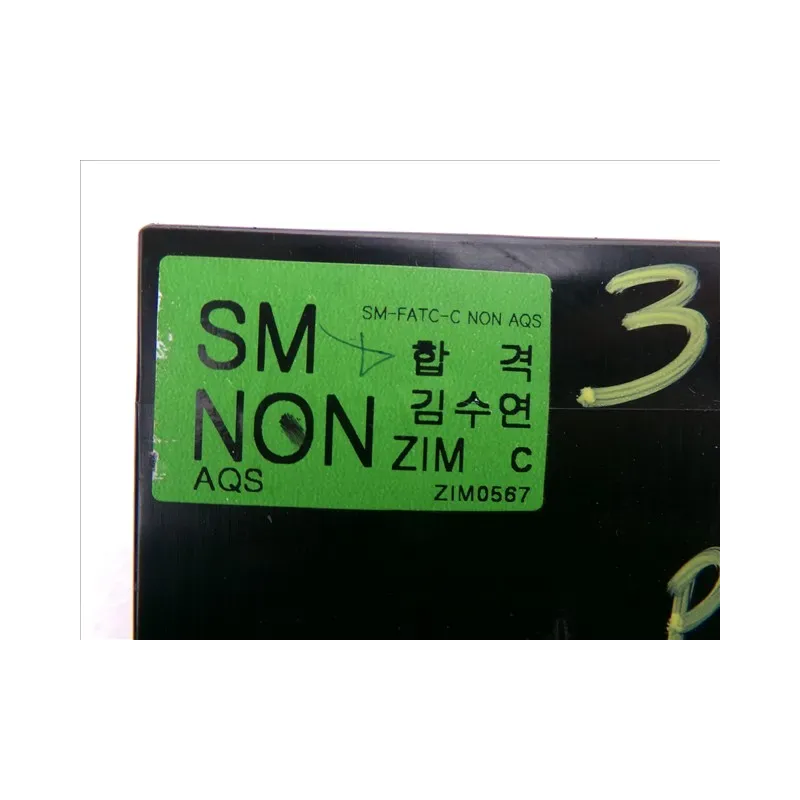 SM-FATC-C NON AQS
SM 합 격
NON 김수연
ZIM C
AQS ZIM0567
3